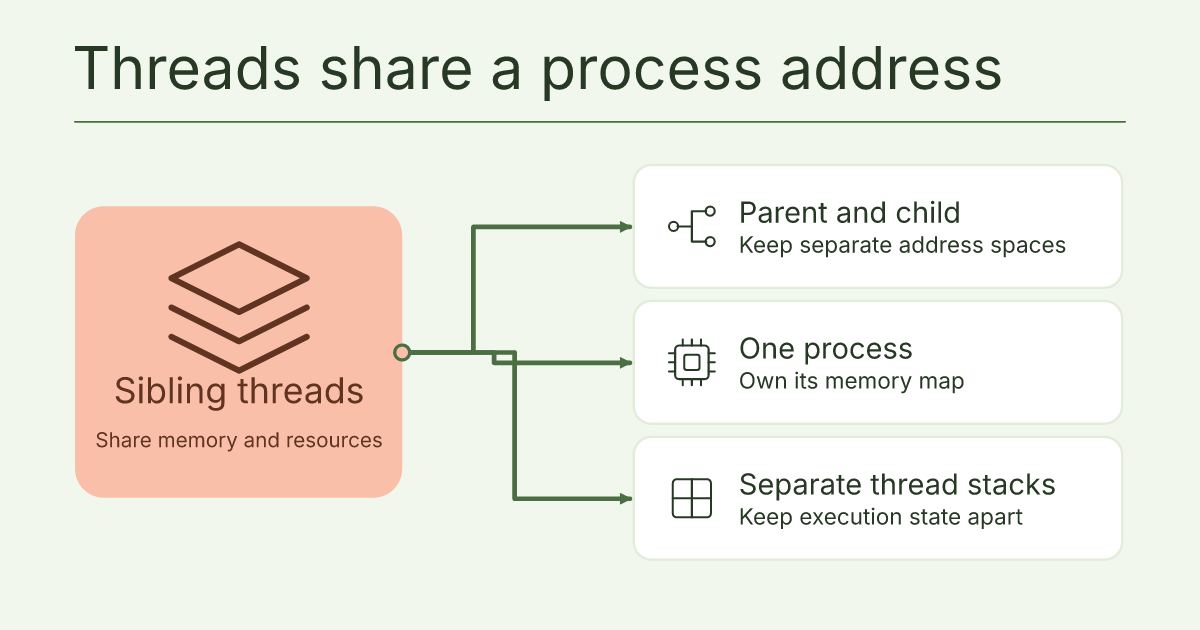 Threads share a process address
Sibling threads
Share memory and resources
Parent and child
Keep separate address spaces
One process
Own its memory map
Separate thread stacks
Keep execution state apart